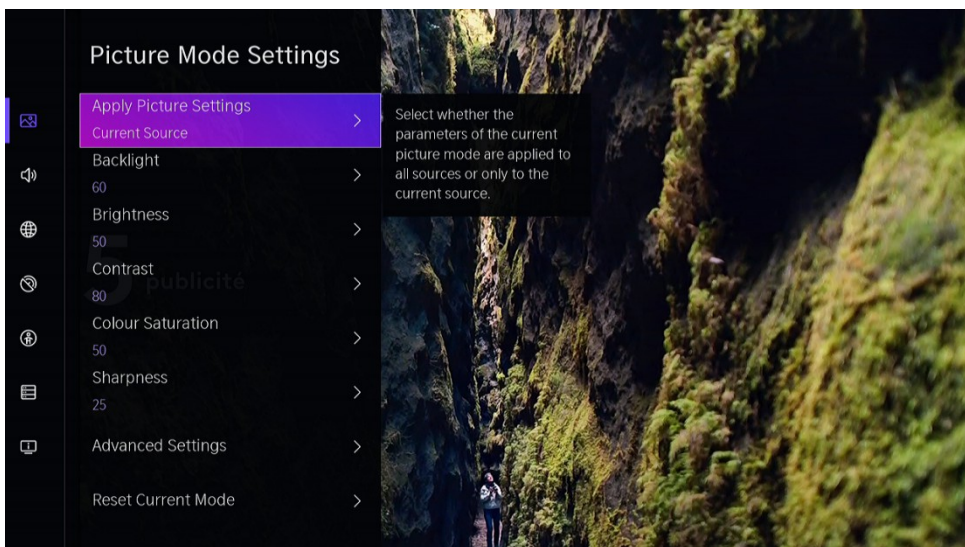 Picture Mode Settings
Apply Picture Settings
Current Source
Select whether the
parameters of the current
picture mode are applied to
all sources or only to the
current source.
Backlight
60
Brightness
50
Contrast
80
Colour Saturation
50
Sharpness
25
Advanced Settings
Reset Current Mode
5
publicité